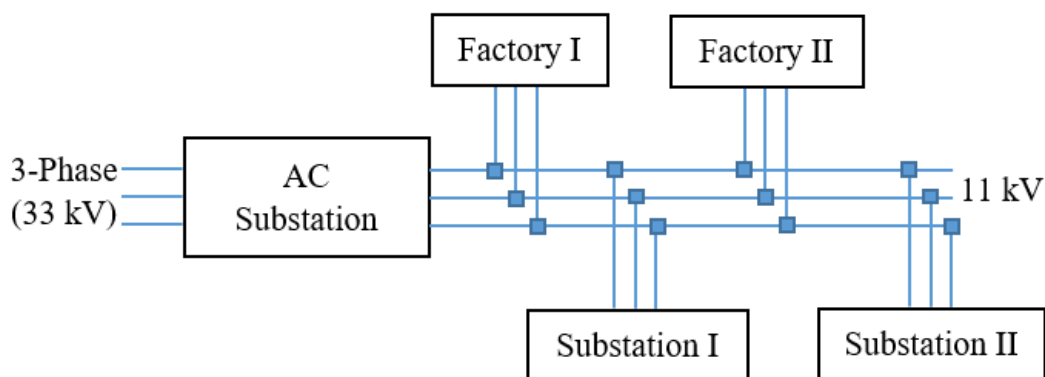 Factory I
Factory II
3-Phase
(33 kV)
AC
Substation
11 kV
Substation I
Substation II